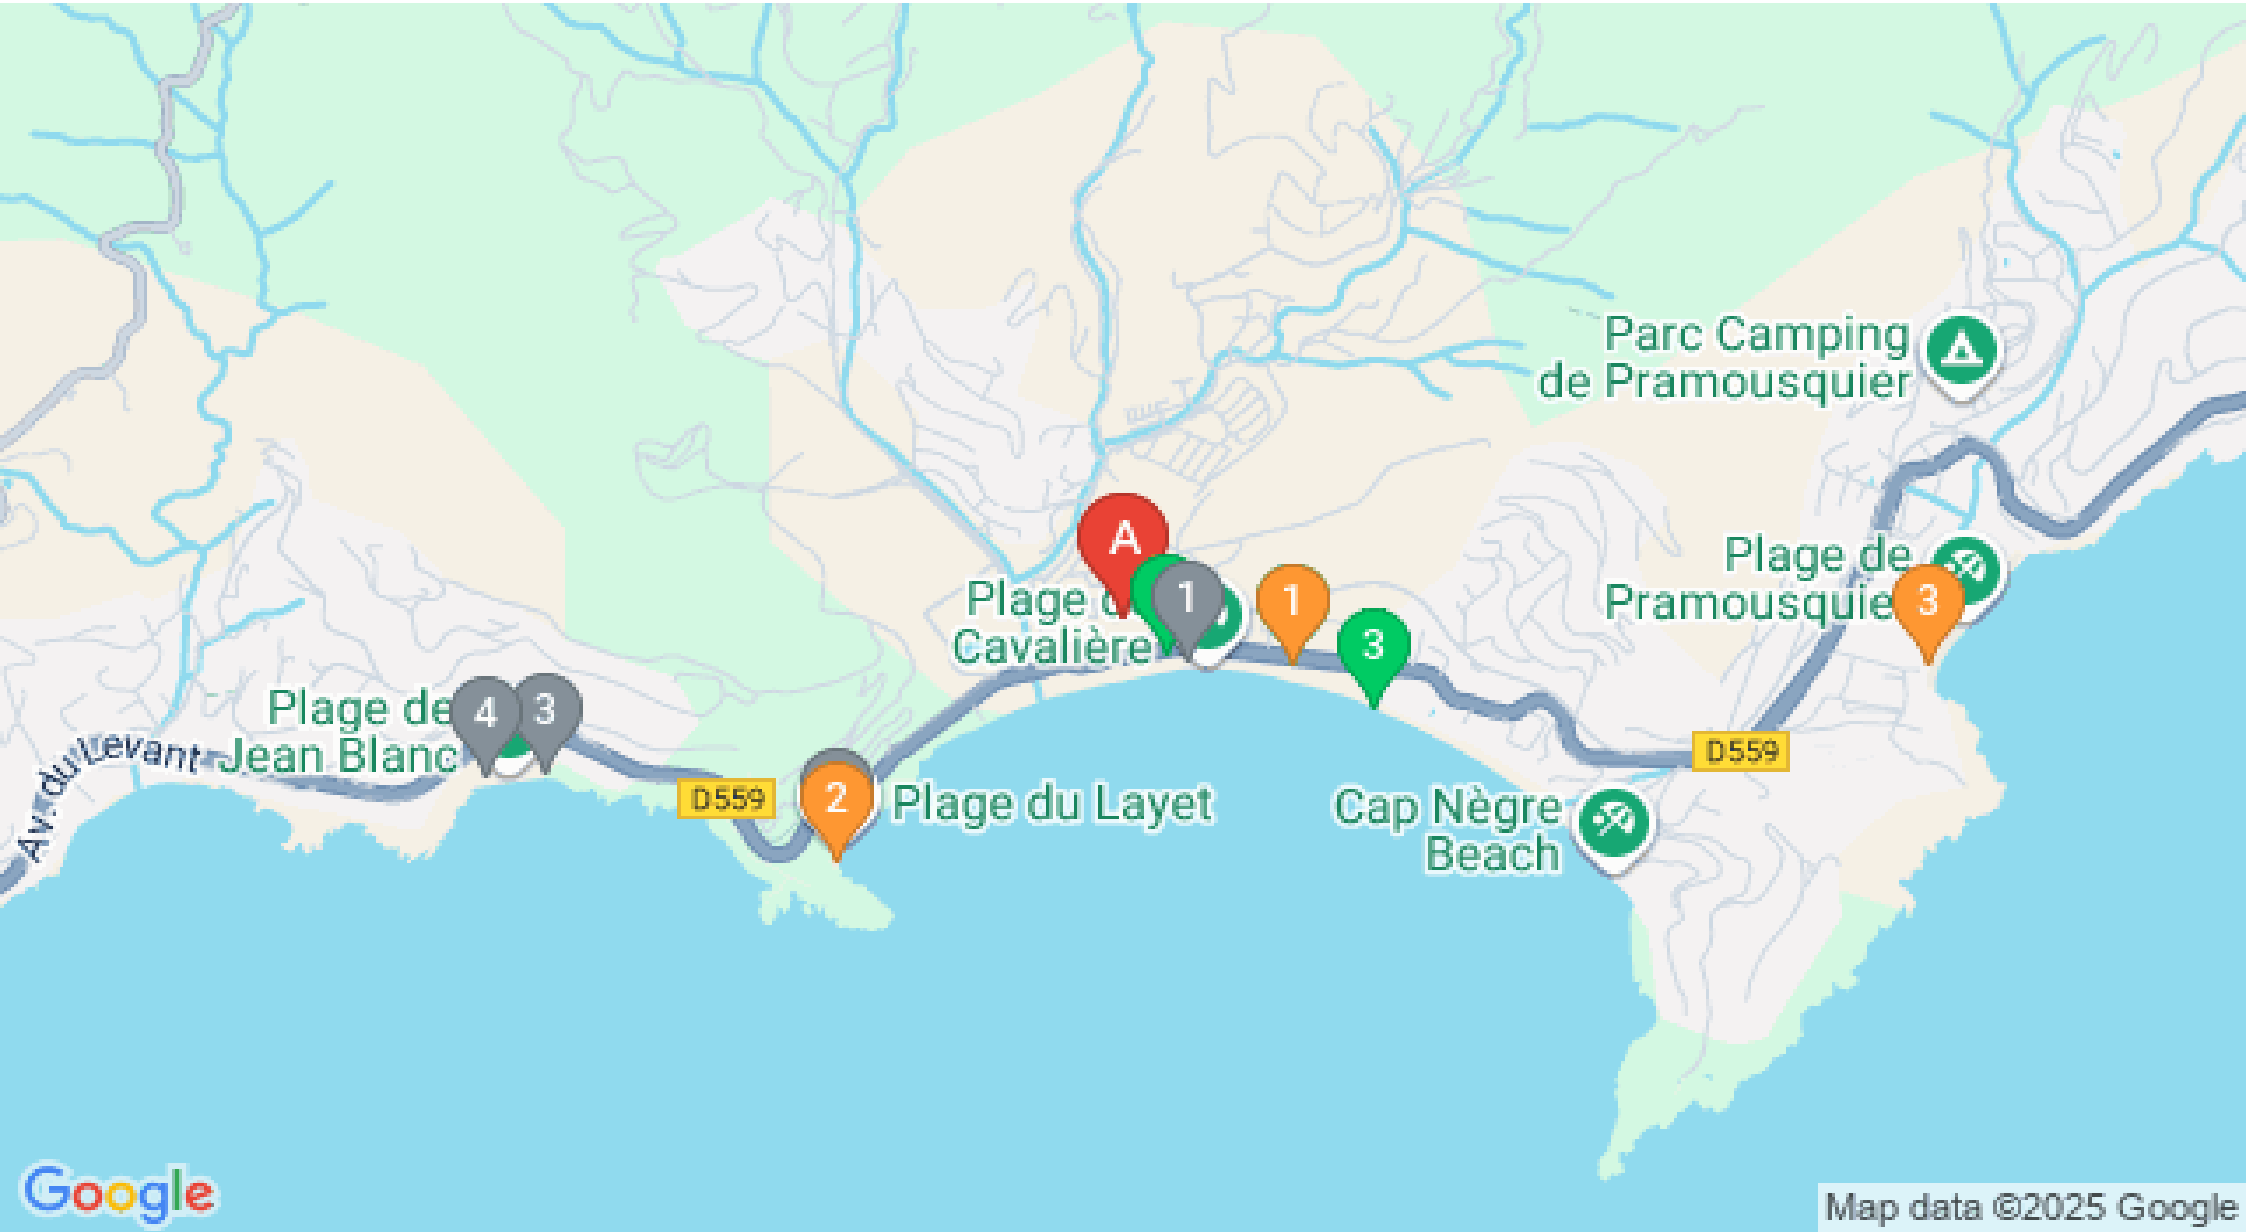 Parc Camping
de Pramousquier
A
Plage de
Pramousquie
3
Plage d
Cavalière
1
1
3
Plage de
Jean Blanc
4
3
Av. du Levant
D559
D559
2
Plage du Layet
Cap Nègre
Beach
Google
Map data ©2025 Google